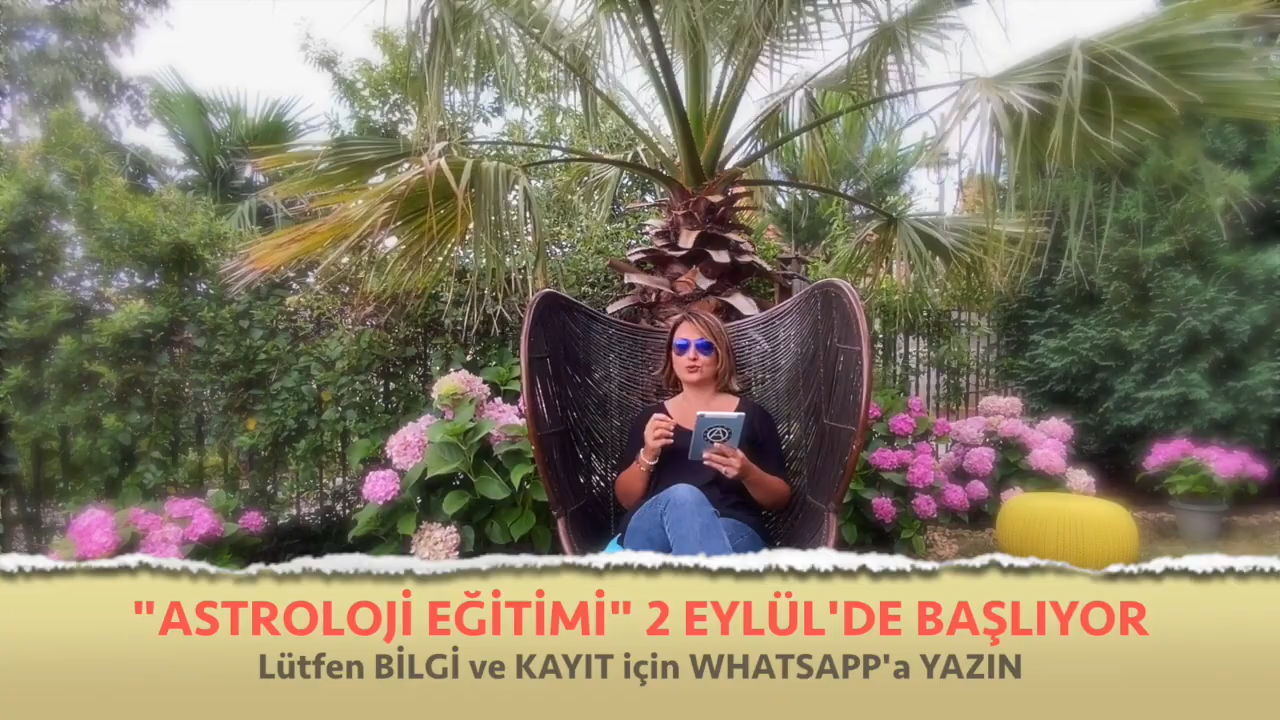 "ASTROLOJİ EĞİTİMİ" 2 EYLÜL'DE BAŞLIYOR
Lütfen BİLGİ ve KAYIT için WHATSAPP'a YAZIN